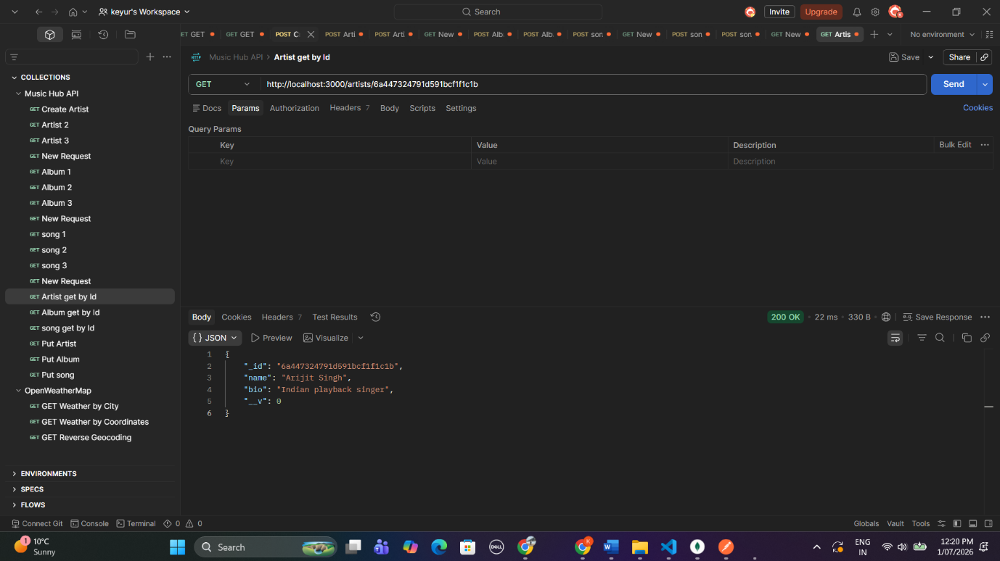 keyur's Workspace
Search
Invite
Upgrade
ET GET
GET GET
POST C
POST Arti
POST Arti
GET New
POST Alb
POST Alb.
POST son
GET New
POST son
POST son
GET New
GET Artis
No environment
HTTP
Music Hub API > Artist get by Id
Save
Share
COLLECTIONS
Music Hub API
GET Create Artist
GET Artist 2
GET Artist 3
GET New Request
GET Album 1
GET Album 2
GET Album 3
GET New Request
GET song 1
GET song 2
GET song 3
GET New Request
GET Artist get by Id
GET Album get by Id
GET song get by Id
GET Put Artist
GET Put Album
GET Put song
OpenWeatherMap
GET GET Weather by City
GET GET Weather by Coordinates
GET GET Reverse Geocoding
ENVIRONMENTS
SPECS
FLOWS
GET
http://localhost:3000/artists/6a447324791d591bcf1f1c1b
Send
Docs Params Authorization Headers 7 Body Scripts Settings
Cookies
Query Params
Key Value Description Bulk Edit
Key Value Description
Body Cookies Headers 7 Test Results
200 OK • 22 ms • 330 B
e.g. Save Response
{ } JSON Preview Visualize
1 {
2 "_id": "6a447324791d591bcf1f1c1b",
3 "name": "Arijit Singh",
4 "bio": "Indian playback singer",
5 "__v": 0
6 }
Connect Git Console Terminal 0 0
Globals Vault Tools
1
10°C
Sunny
Search
DELL
K
W
ENG
IN
12:20 PM
1/07/2026